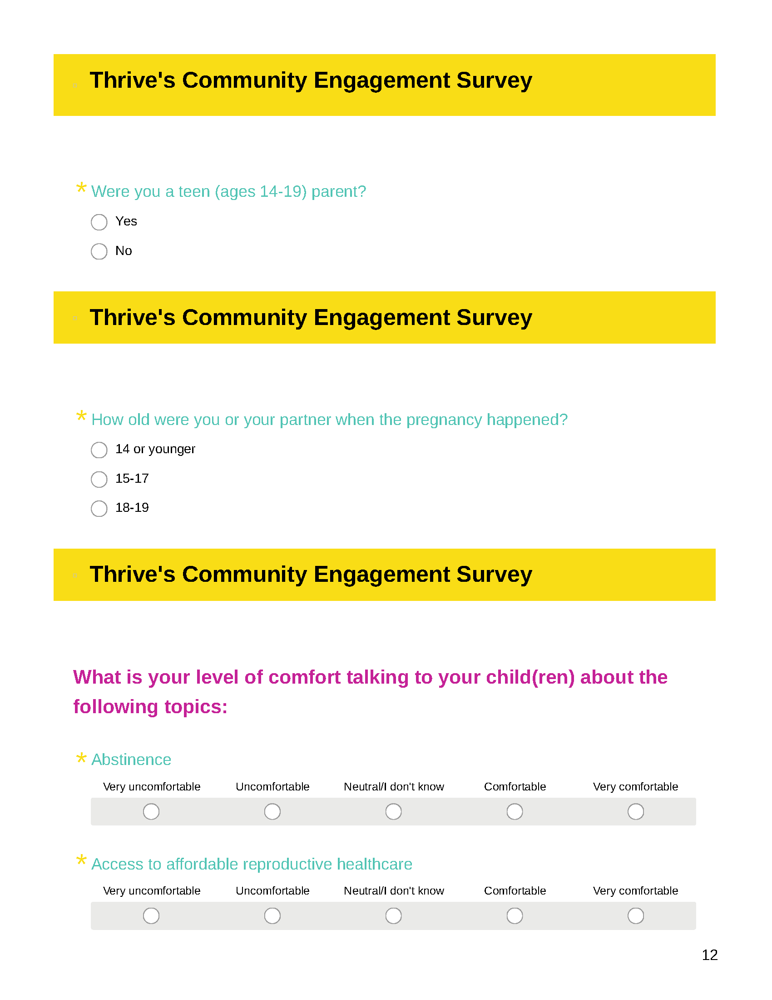 Thrive's Community Engagement Survey
* Were you a teen (ages 14-19) parent?
Yes
No
Thrive's Community Engagement Survey
* How old were you or your partner when the pregnancy happened?
14 or younger
15-17
18-19
Thrive's Community Engagement Survey
What is your level of comfort talking to your child(ren) about the
following topics:
* Abstinence
Very uncomfortable Uncomfortable Neutral/I don't know Comfortable Very comfortable
* Access to affordable reproductive healthcare
Very uncomfortable Uncomfortable Neutral/I don't know Comfortable Very comfortable
12